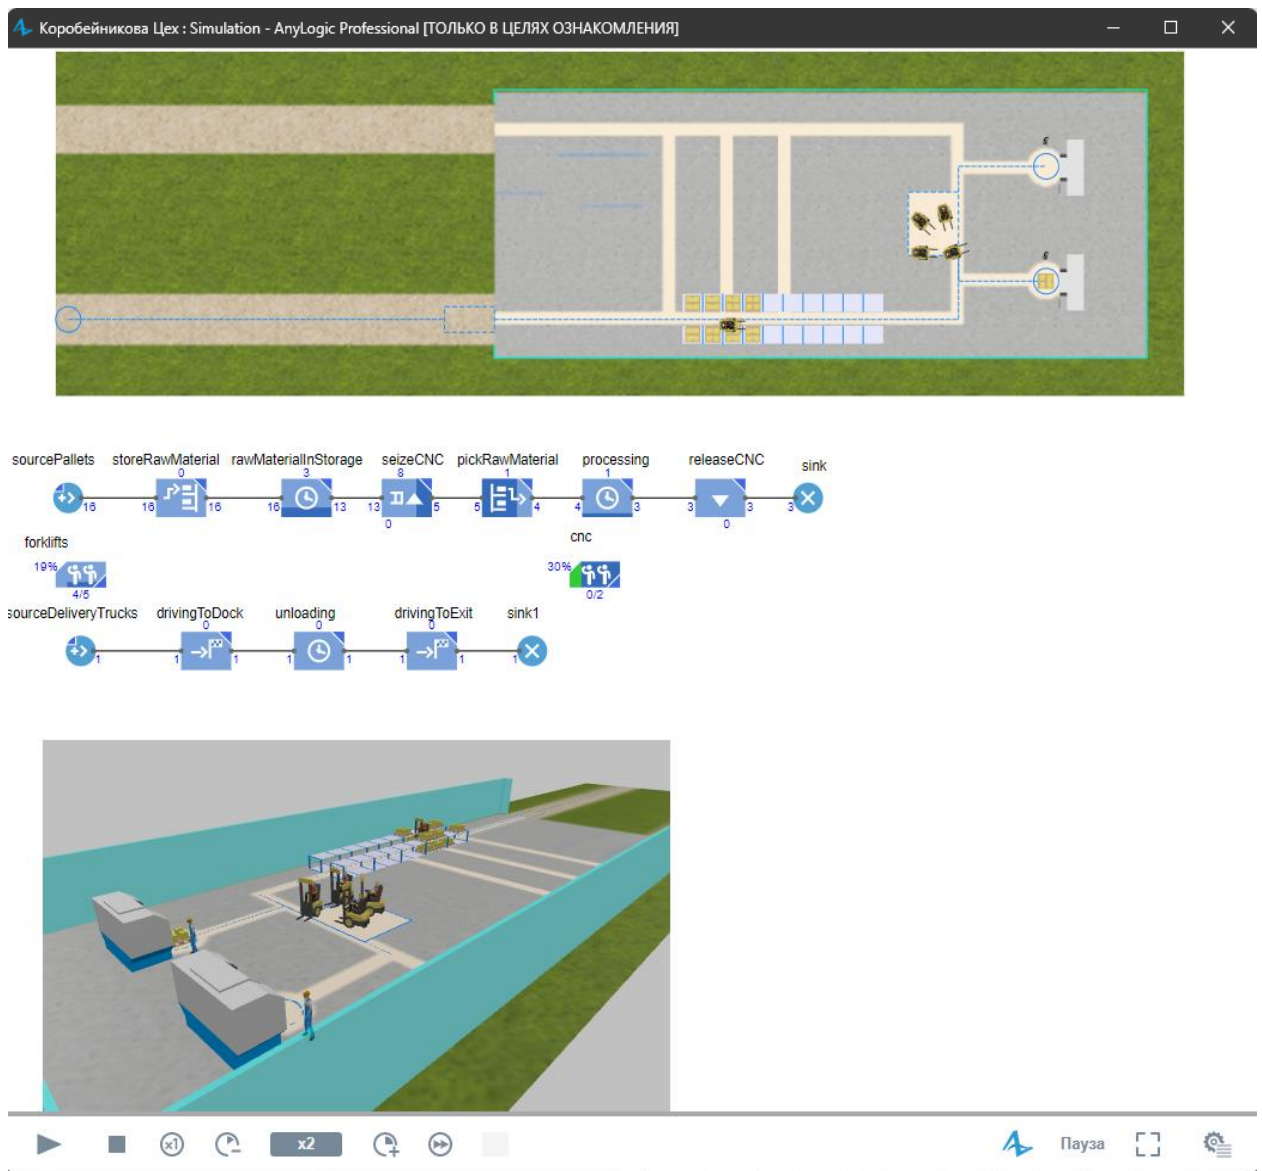 Коробейникова Цех : Simulation - AnyLogic Professional [ТОЛЬКО В ЦЕЛЯХ ОЗНАКОМЛЕНИЯ]
sourcePallets storeRawMaterial rawMaterialInStorage seizeCNC pickRawMaterial processing releaseCNC sink
0 3 8 1 1
16 16 16 16 13 13 5 5 4 4 3 3 3 3
0 0
forklifts cnc
19% 30%
4/5 0/2
sourceDeliveryTrucks drivingToDock unloading drivingToExit sink1
0 0 0
1 1 1 1 1 1 1 1
x1 x2 Пауза